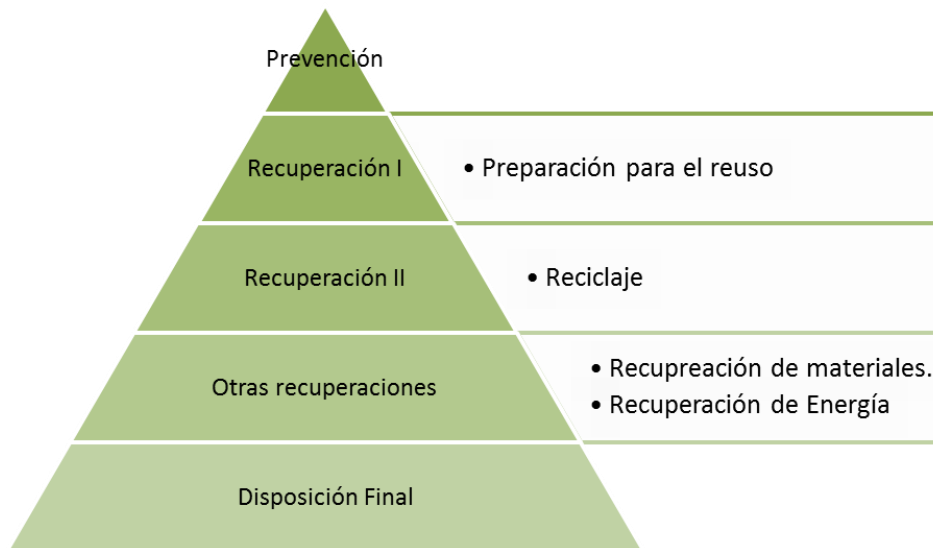 Prevención
Recuperación I
• Preparación para el reuso
Recuperación II
• Reciclaje
Otras recuperaciones
• Recupreación de materiales.
• Recuperación de Energía
Disposición Final